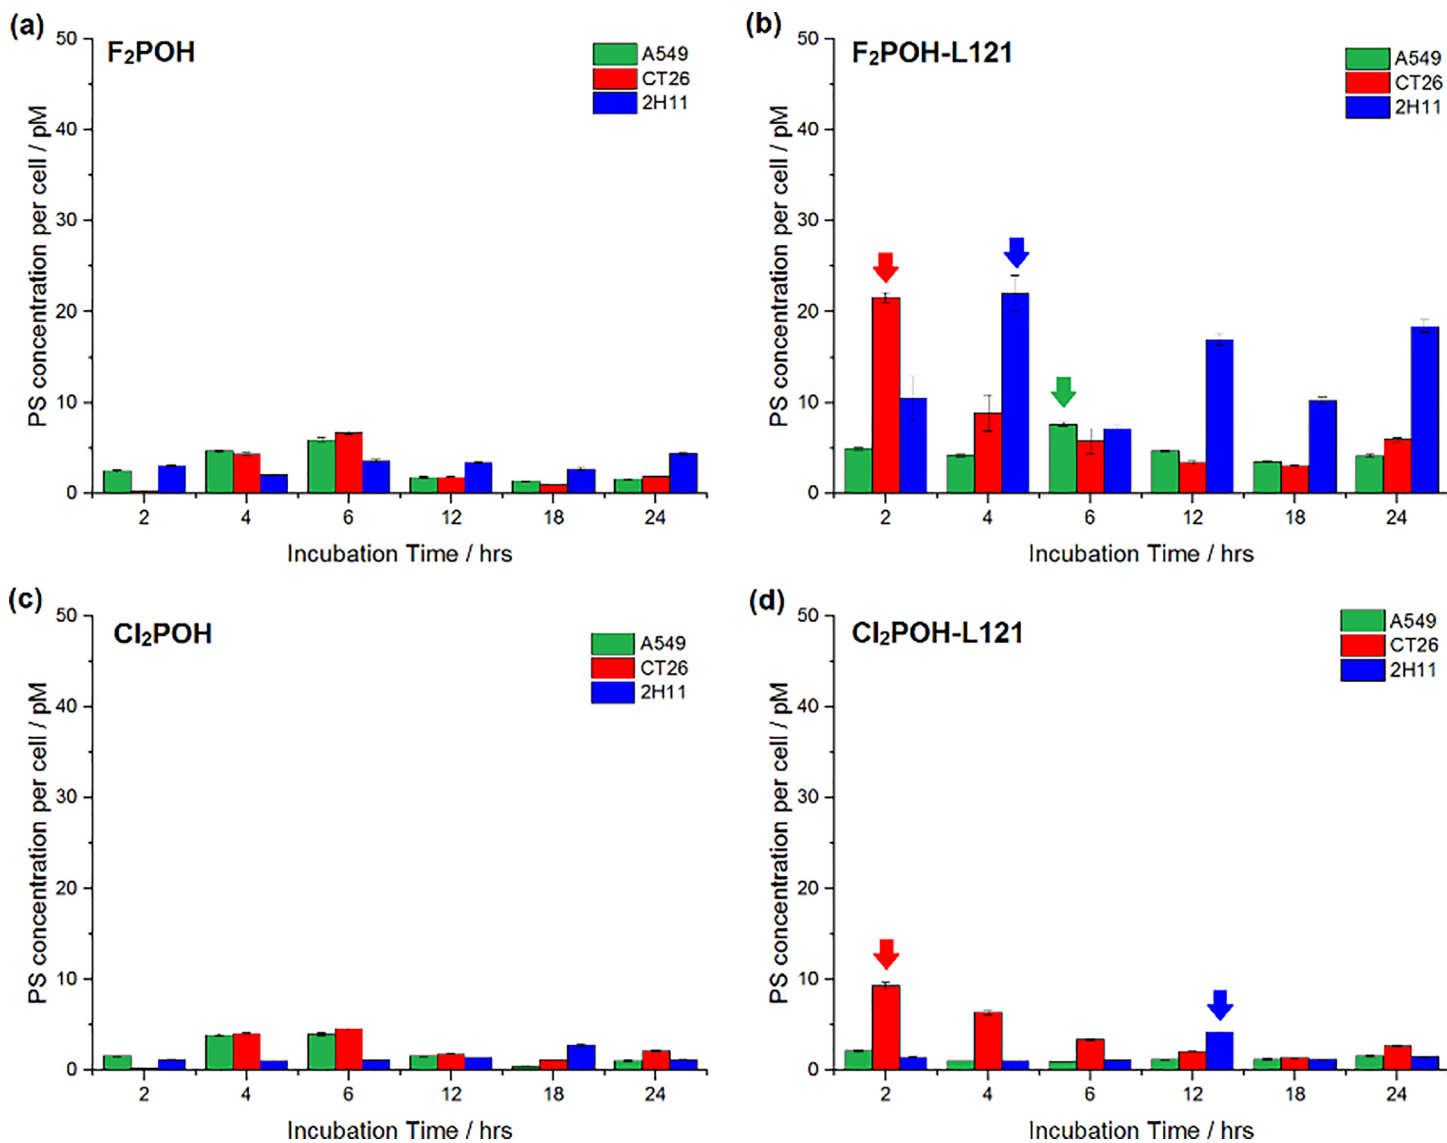 (a)
F₂POH
A549
CT26
2H11
PS concentration per cell / pM
50
40
30
20
10
0
2 4 6 12 18 24
Incubation Time / hrs
(b)
F₂POH-L121
A549
CT26
2H11
PS concentration per cell / pM
50
40
30
20
10
0
2 4 6 12 18 24
Incubation Time / hrs
(c)
Cl₂POH
A549
CT26
2H11
PS concentration per cell / pM
50
40
30
20
10
0
2 4 6 12 18 24
Incubation Time / hrs
(d)
Cl₂POH-L121
A549
CT26
2H11
PS concentration per cell / pM
50
40
30
20
10
0
2 4 6 12 18 24
Incubation Time / hrs